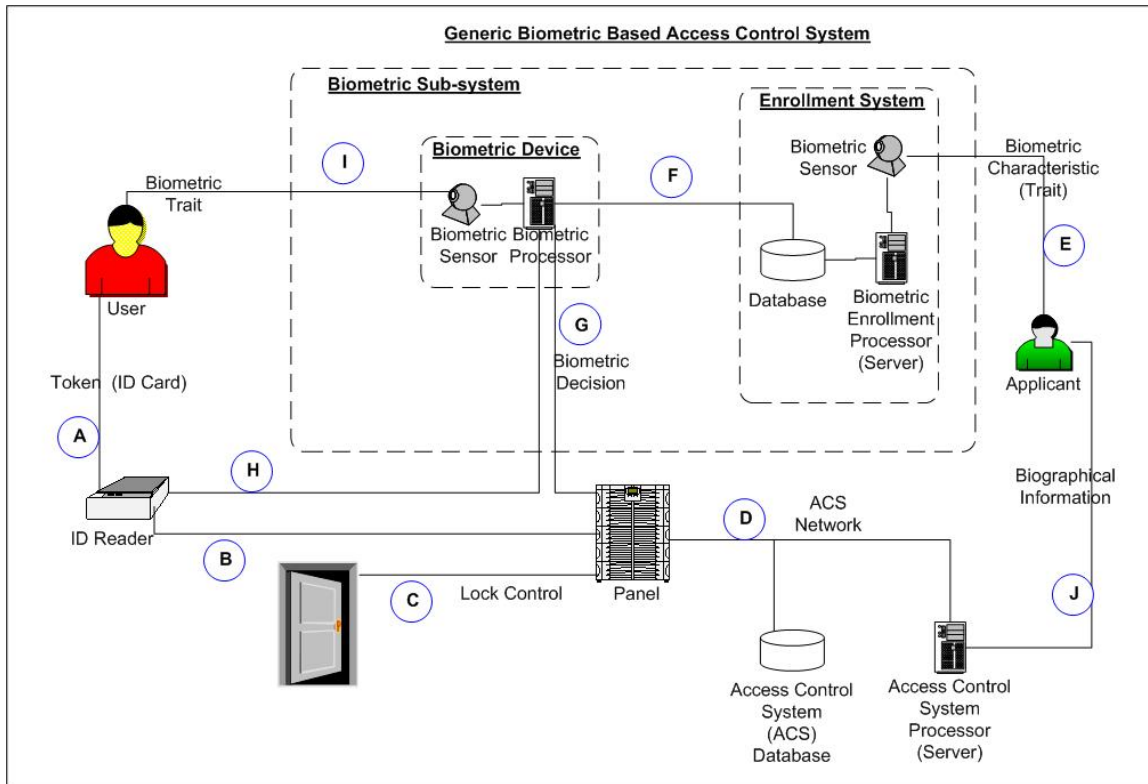 Generic Biometric Based Access Control System
Biometric Sub-system
Enrollment System
Biometric Device
I
Biometric
Trait
F
Biometric
Sensor
Biometric
Characteristic
(Trait)
Biometric
Sensor
Biometric
Processor
E
User
Database
Biometric
Enrollment
Processor
(Server)
G
Biometric
Decision
Applicant
Token (ID Card)
A
H
Biographical
Information
ID Reader
B
D
ACS
Network
C
Lock Control
Panel
J
Access Control
System
(ACS)
Database
Access Control
System
Processor
(Server)